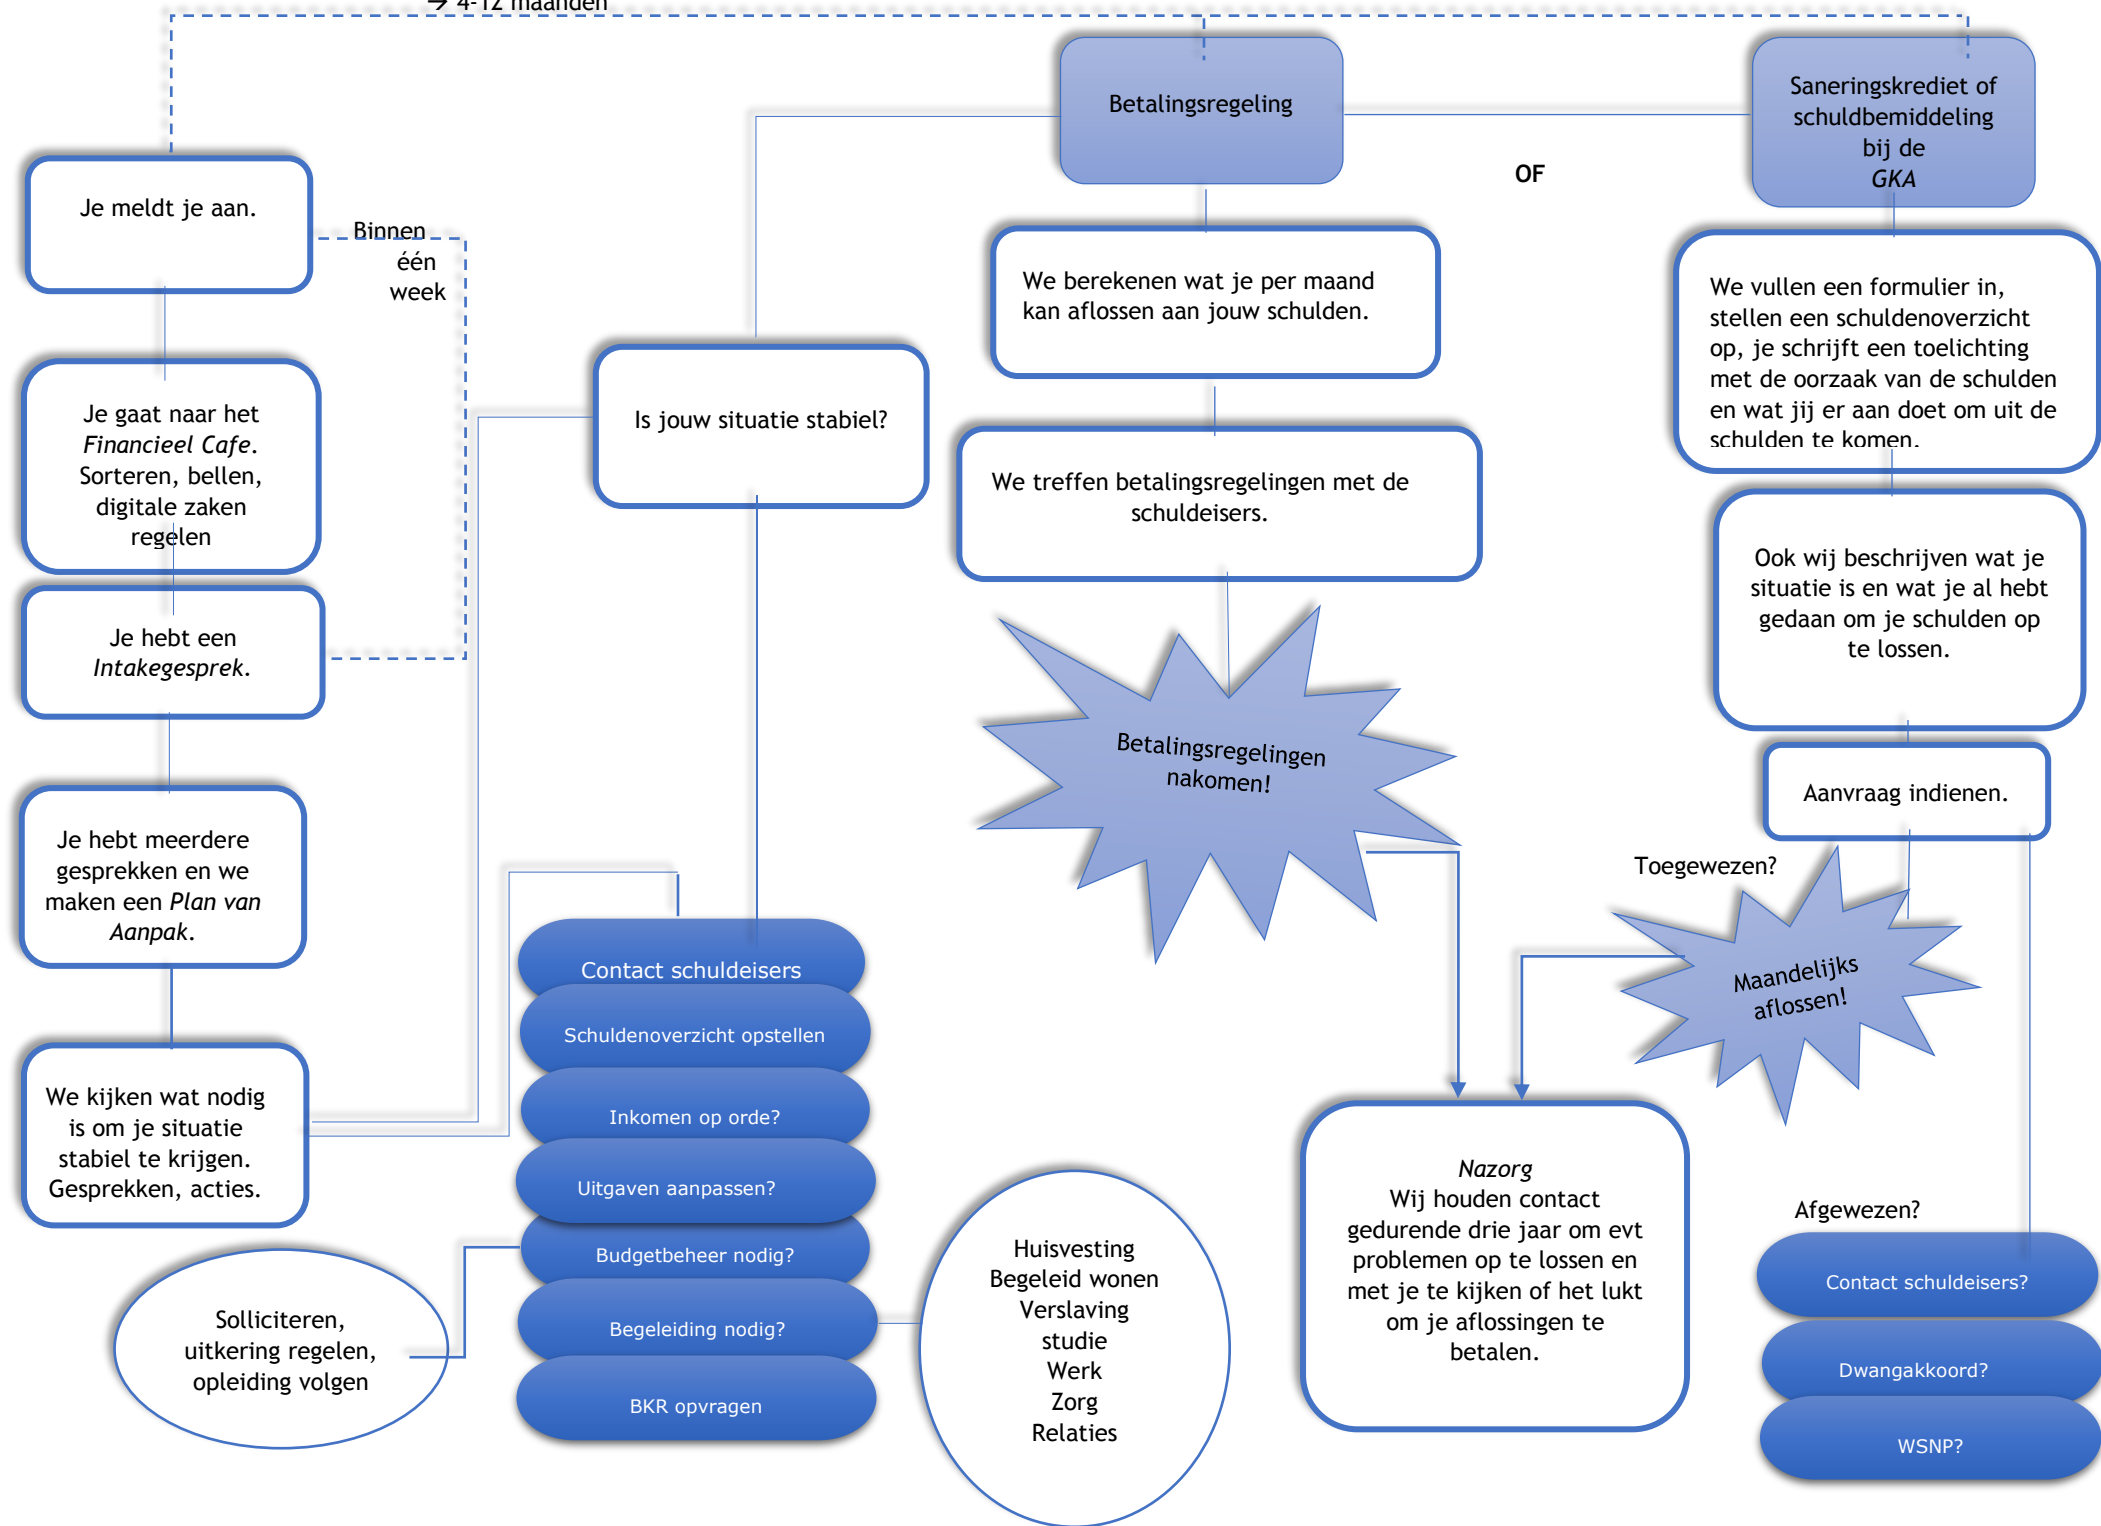 → 4-12 maanden
Je meldt je aan.
Binnen
één
week
Je gaat naar het
Financieel Cafe.
Sorteren, bellen,
digitale zaken
regelen
Je hebt een
Intakegesprek.
Je hebt meerdere
gesprekken en we
maken een Plan van
Aanpak.
We kijken wat nodig
is om je situatie
stabiel te krijgen.
Gesprekken, acties.
Solliciteren,
uitkering regelen,
opleiding volgen
Is jouw situatie stabiel?
Contact schuldeisers
Schuldenoverzicht opstellen
Inkomen op orde?
Uitgaven aanpassen?
Budgetbeheer nodig?
Begeleiding nodig?
BKR opvragen
Huisvesting
Begeleid wonen
Verslaving
studie
Werk
Zorg
Relaties
Betalingsregeling
OF
We berekenen wat je per maand
kan aflossen aan jouw schulden.
We treffen betalingsregelingen met de
schuldeisers.
Betalingsregelingen
nakomen!
Saneringskrediet of
schuldbemiddeling
bij de
GKA
We vullen een formulier in,
stellen een schuldenoverzicht
op, je schrijft een toelichting
met de oorzaak van de schulden
en wat jij er aan doet om uit de
schulden te komen.
Ook wij beschrijven wat je
situatie is en wat je al hebt
gedaan om je schulden op
te lossen.
Aanvraag indienen.
Toegewezen?
Maandelijks
aflossen!
Nazorg
Wij houden contact
gedurende drie jaar om evt
problemen op te lossen en
met je te kijken of het lukt
om je aflossingen te
betalen.
Afgewezen?
Contact schuldeisers?
Dwangakkoord?
WSNP?